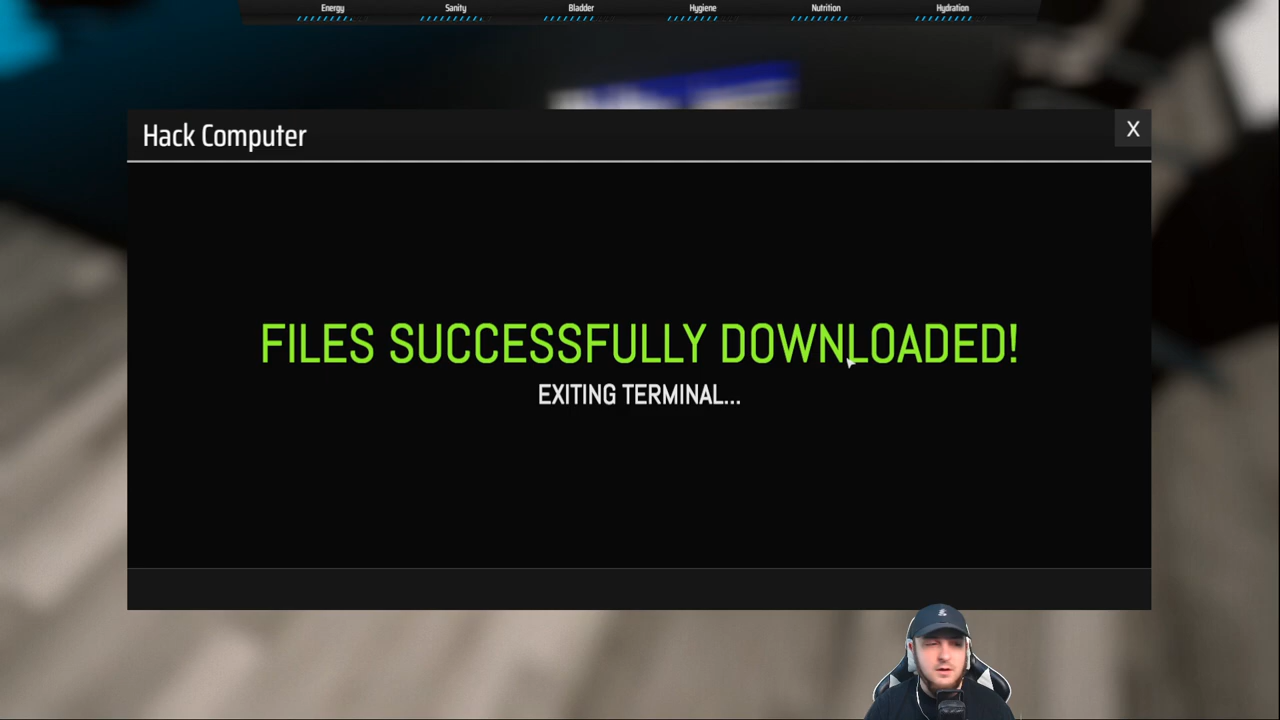 Energy Sanity Bladder Hygiene Nutrition Hydration
Hack Computer X
FILES SUCCESSFULLY DOWNLOADED!
EXITING TERMINAL...